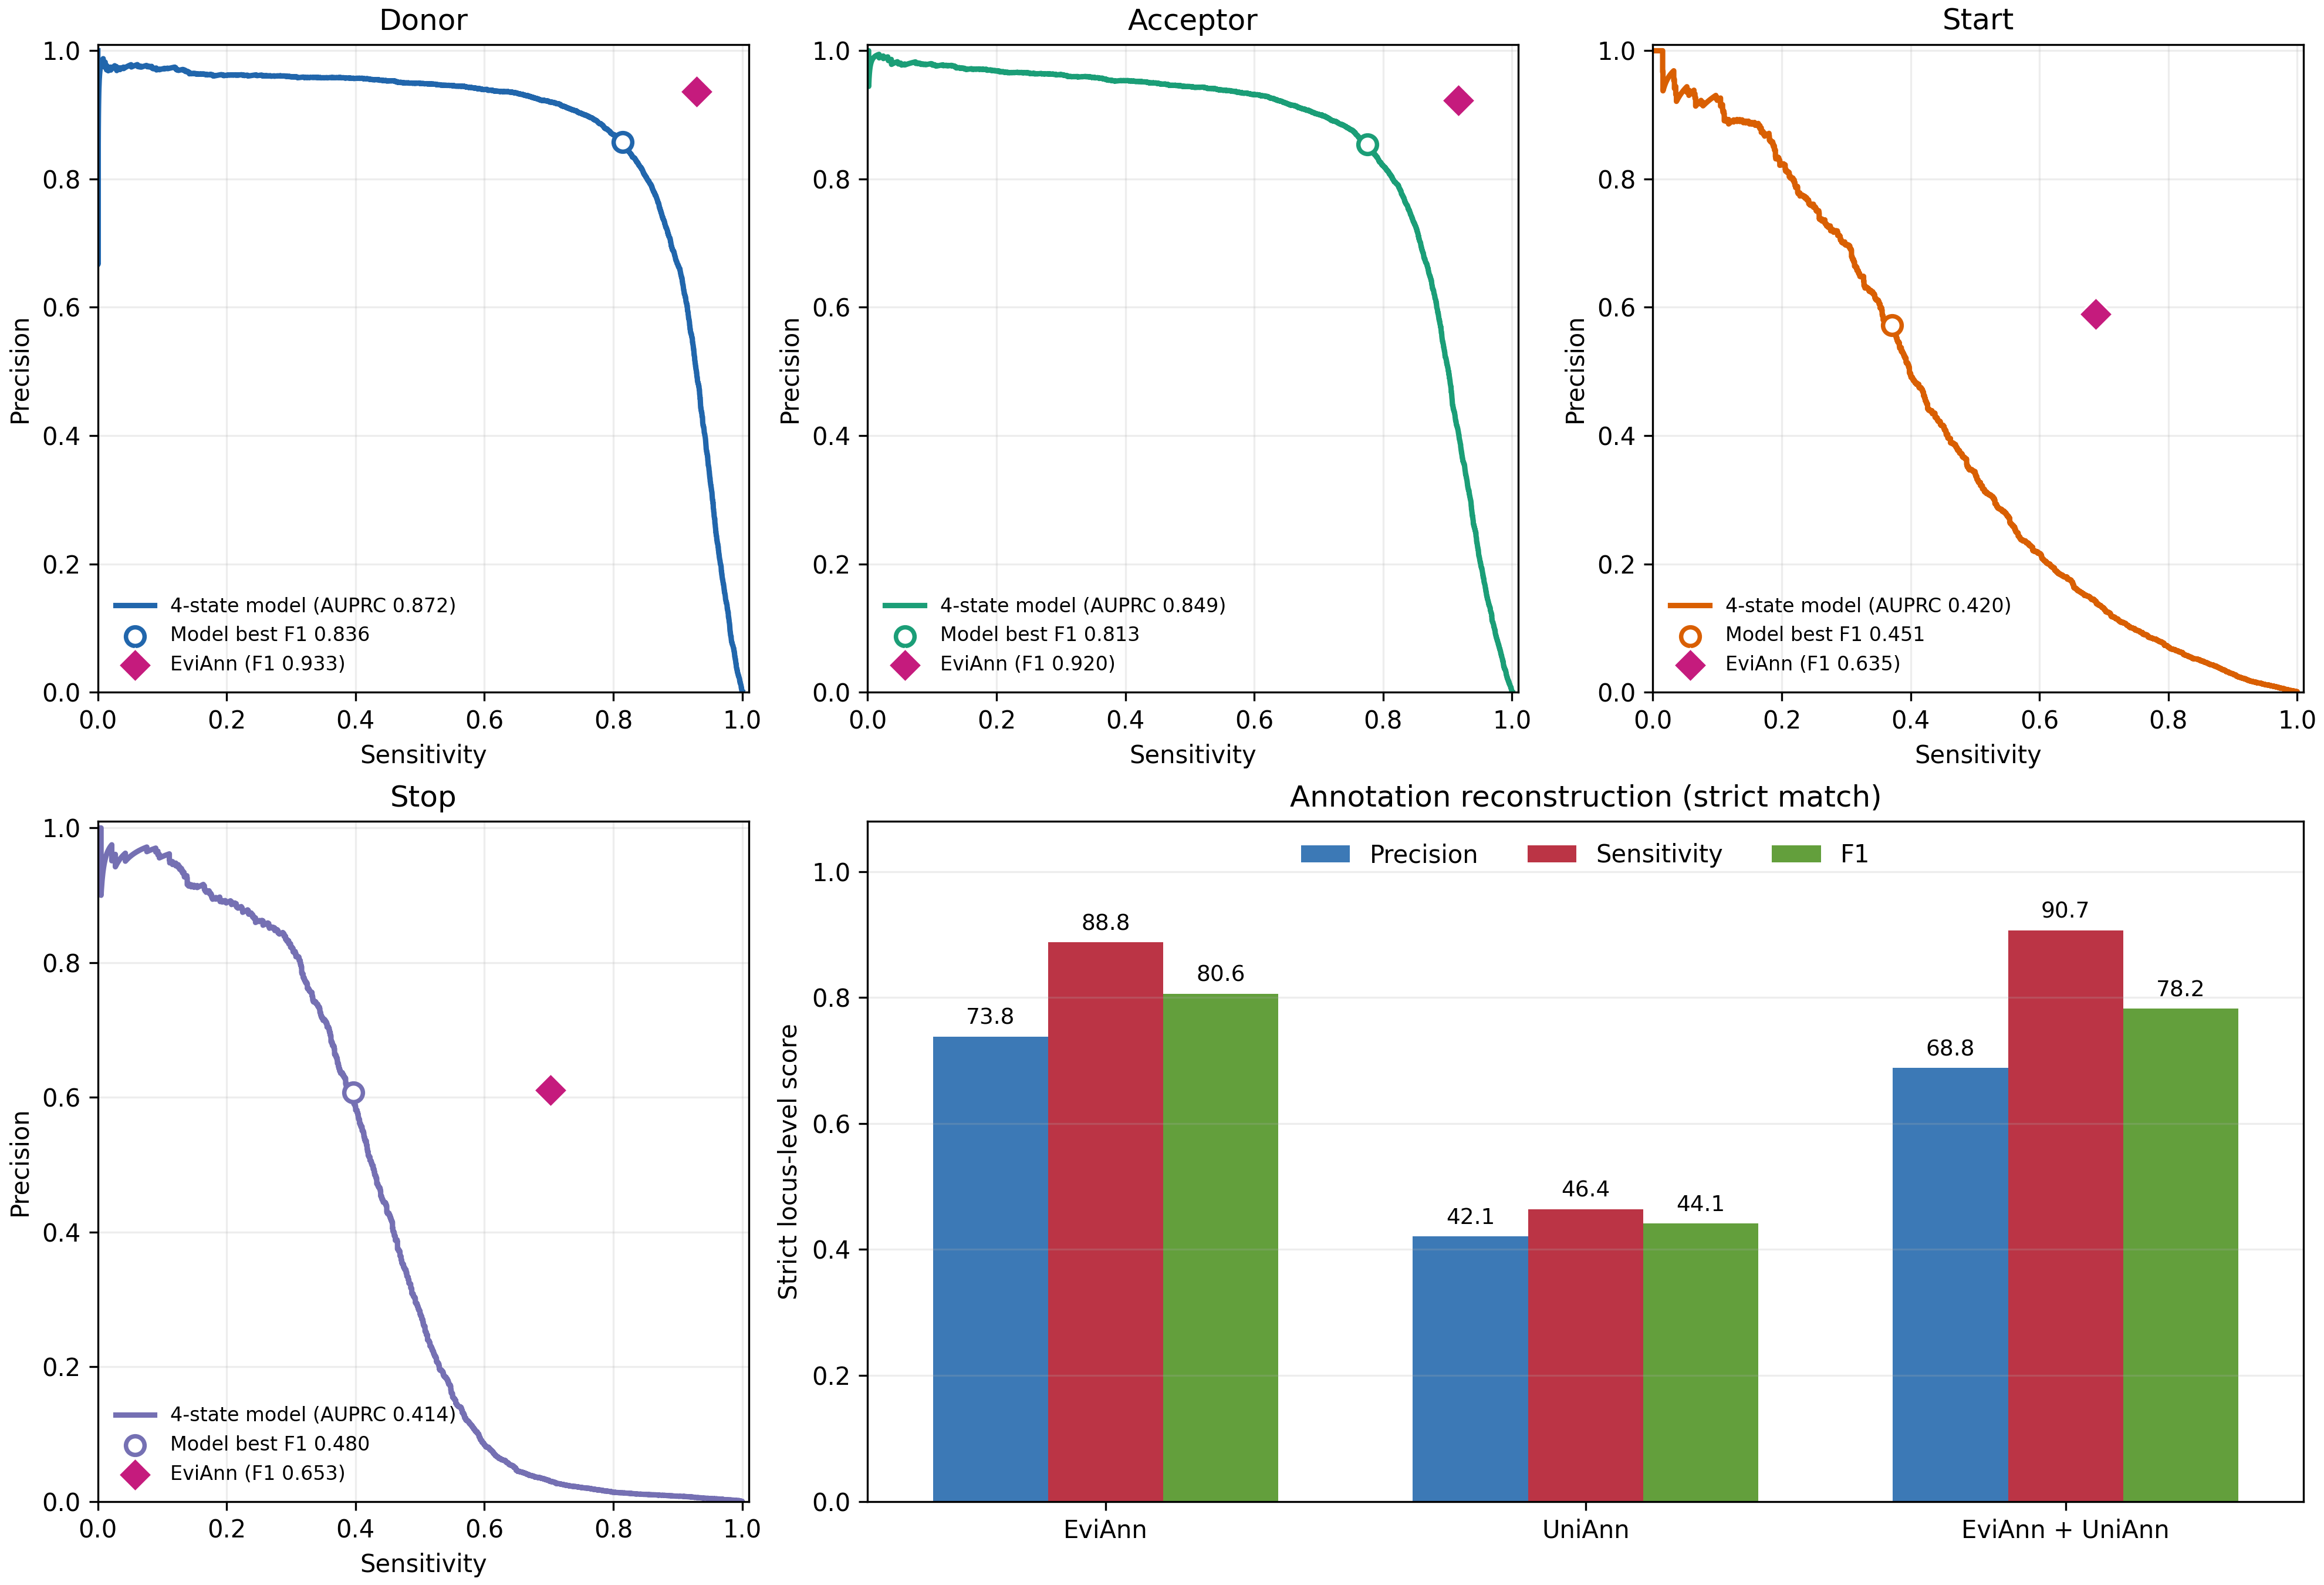 Donor
Precision
1.0
0.8
0.6
0.4
0.2
0.0
4-state model (AUPRC 0.872)
Model best F1 0.836
EviAnn (F1 0.933)
0.0 0.2 0.4 0.6 0.8 1.0
Sensitivity
Acceptor
Precision
1.0
0.8
0.6
0.4
0.2
0.0
4-state model (AUPRC 0.849)
Model best F1 0.813
EviAnn (F1 0.920)
0.0 0.2 0.4 0.6 0.8 1.0
Sensitivity
Start
Precision
1.0
0.8
0.6
0.4
0.2
0.0
4-state model (AUPRC 0.420)
Model best F1 0.451
EviAnn (F1 0.635)
0.0 0.2 0.4 0.6 0.8 1.0
Sensitivity
Stop
Precision
1.0
0.8
0.6
0.4
0.2
0.0
4-state model (AUPRC 0.414)
Model best F1 0.480
EviAnn (F1 0.653)
0.0 0.2 0.4 0.6 0.8 1.0
Sensitivity
Annotation reconstruction (strict match)
Precision Sensitivity F1
Strict locus-level score
1.0
0.8
0.6
0.4
0.2
0.0
73.8 88.8 80.6
42.1 46.4 44.1
68.8 90.7 78.2
EviAnn UniAnn EviAnn + UniAnn